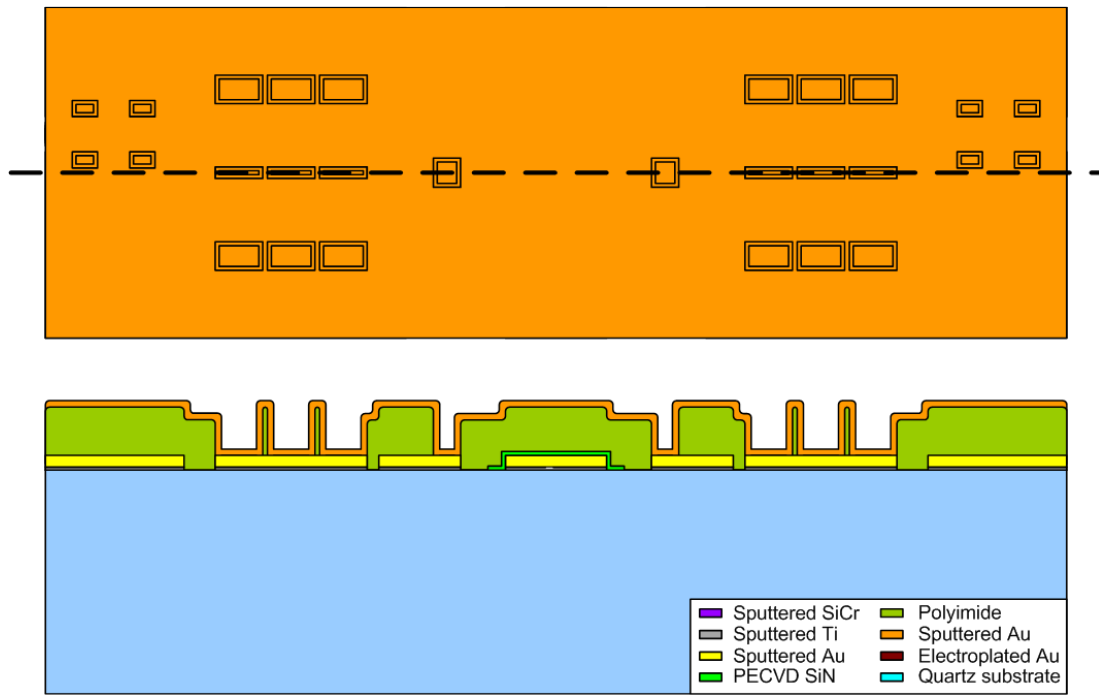 Sputtered SiCr
Sputtered Ti
Sputtered Au
PECVD SiN
Polyimide
Sputtered Au
Electroplated Au
Quartz substrate